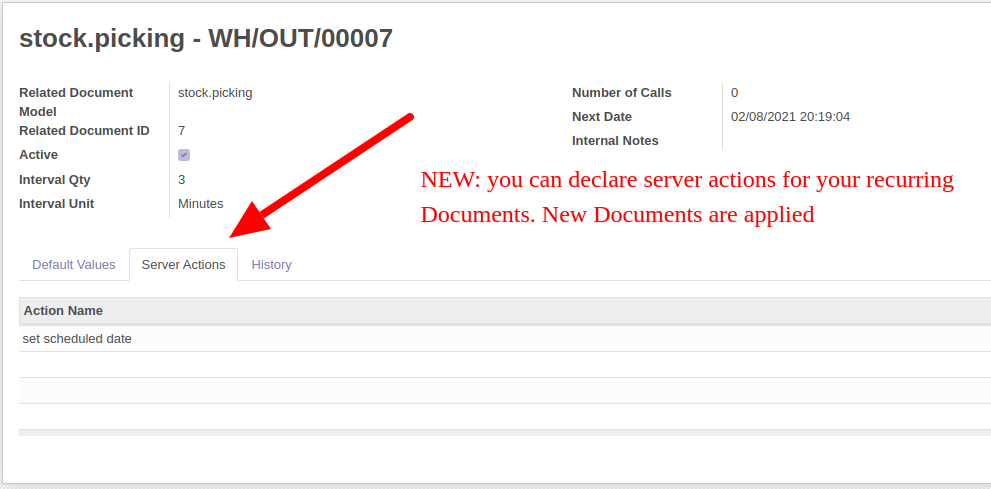 stock.picking - WH/OUT/00007
Related Document Model stock.picking
Related Document ID 7
Active
Interval Qty 3
Interval Unit Minutes
Number of Calls 0
Next Date 02/08/2021 20:19:04
Internal Notes
NEW: you can declare server actions for your recurring
Documents. New Documents are applied
Default Values Server Actions History
Action Name
set scheduled date